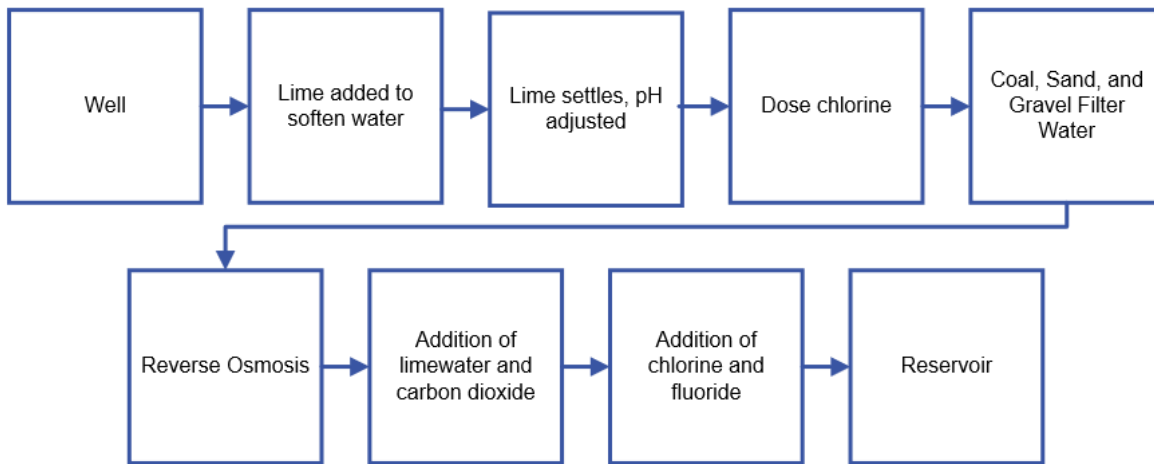 Well
Lime added to
soften water
Lime settles, pH
adjusted
Dose chlorine
Coal, Sand, and
Gravel Filter
Water
Reverse Osmosis
Addition of
limewater and
carbon dioxide
Addition of
chlorine and
fluoride
Reservoir